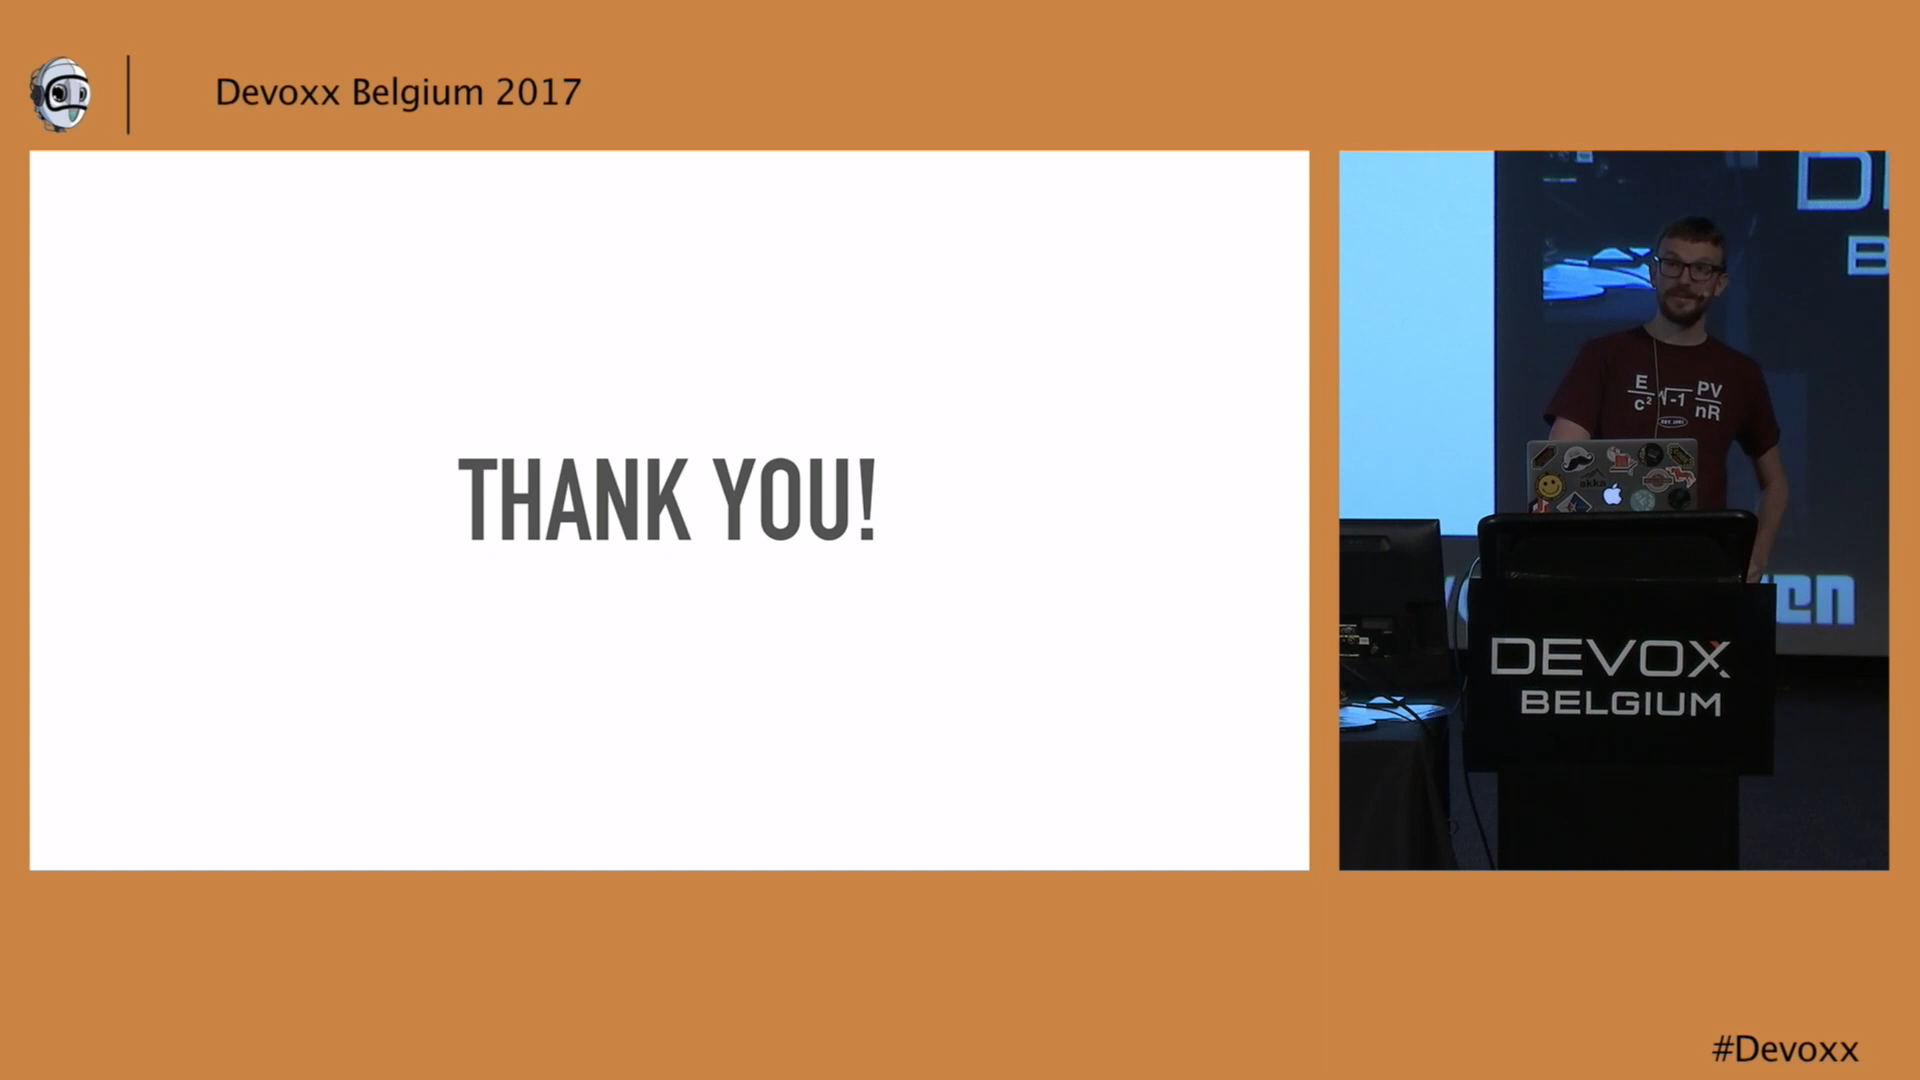 Devoxx Belgium 2017
THANK YOU!
E
c²
√-1
PV
nR
akka
DEVOXX
BELGIUM
#Devoxx